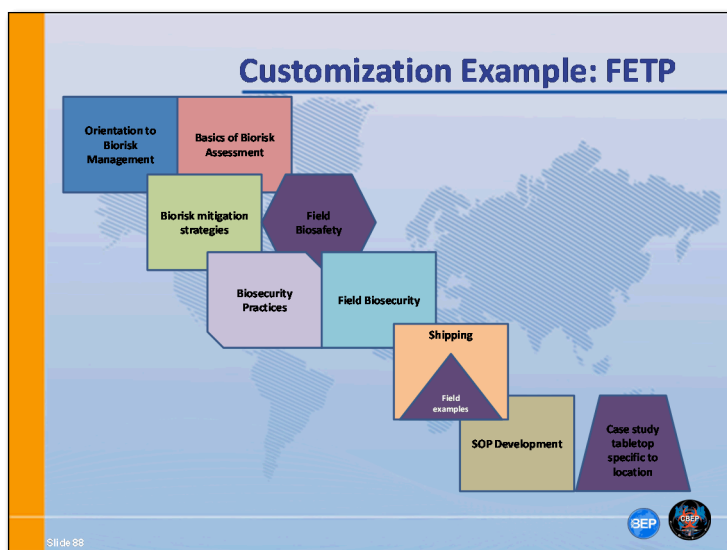 Customization Example: FETP
Orientation to
Biorisk
Management
Basics of Biorisk
Assessment
Biorisk mitigation
strategies
Field
Biosafety
Biosecurity
Practices
Field Biosecurity
Shipping
Field
examples
SOP Development
Case study
tabletop
specific to
location
BEP
CBEP
Slide 88